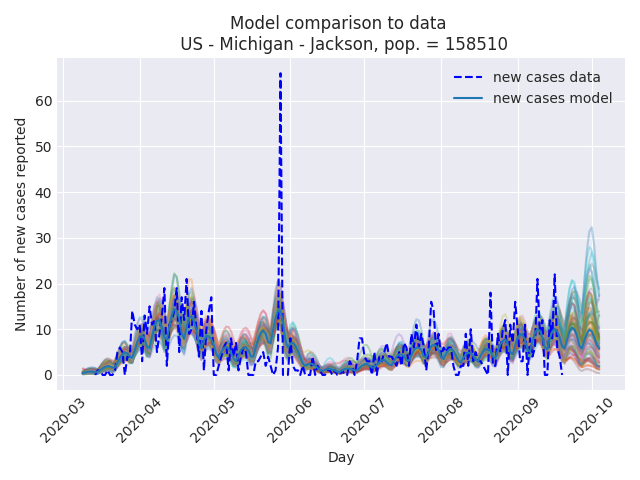 Model comparison to data
US - Michigan - Jackson, pop. = 158510
new cases data
new cases model
Number of new cases reported
60
50
40
30
20
10
0
2020-03
2020-04
2020-05
2020-06
2020-07
2020-08
2020-09
2020-10
Day